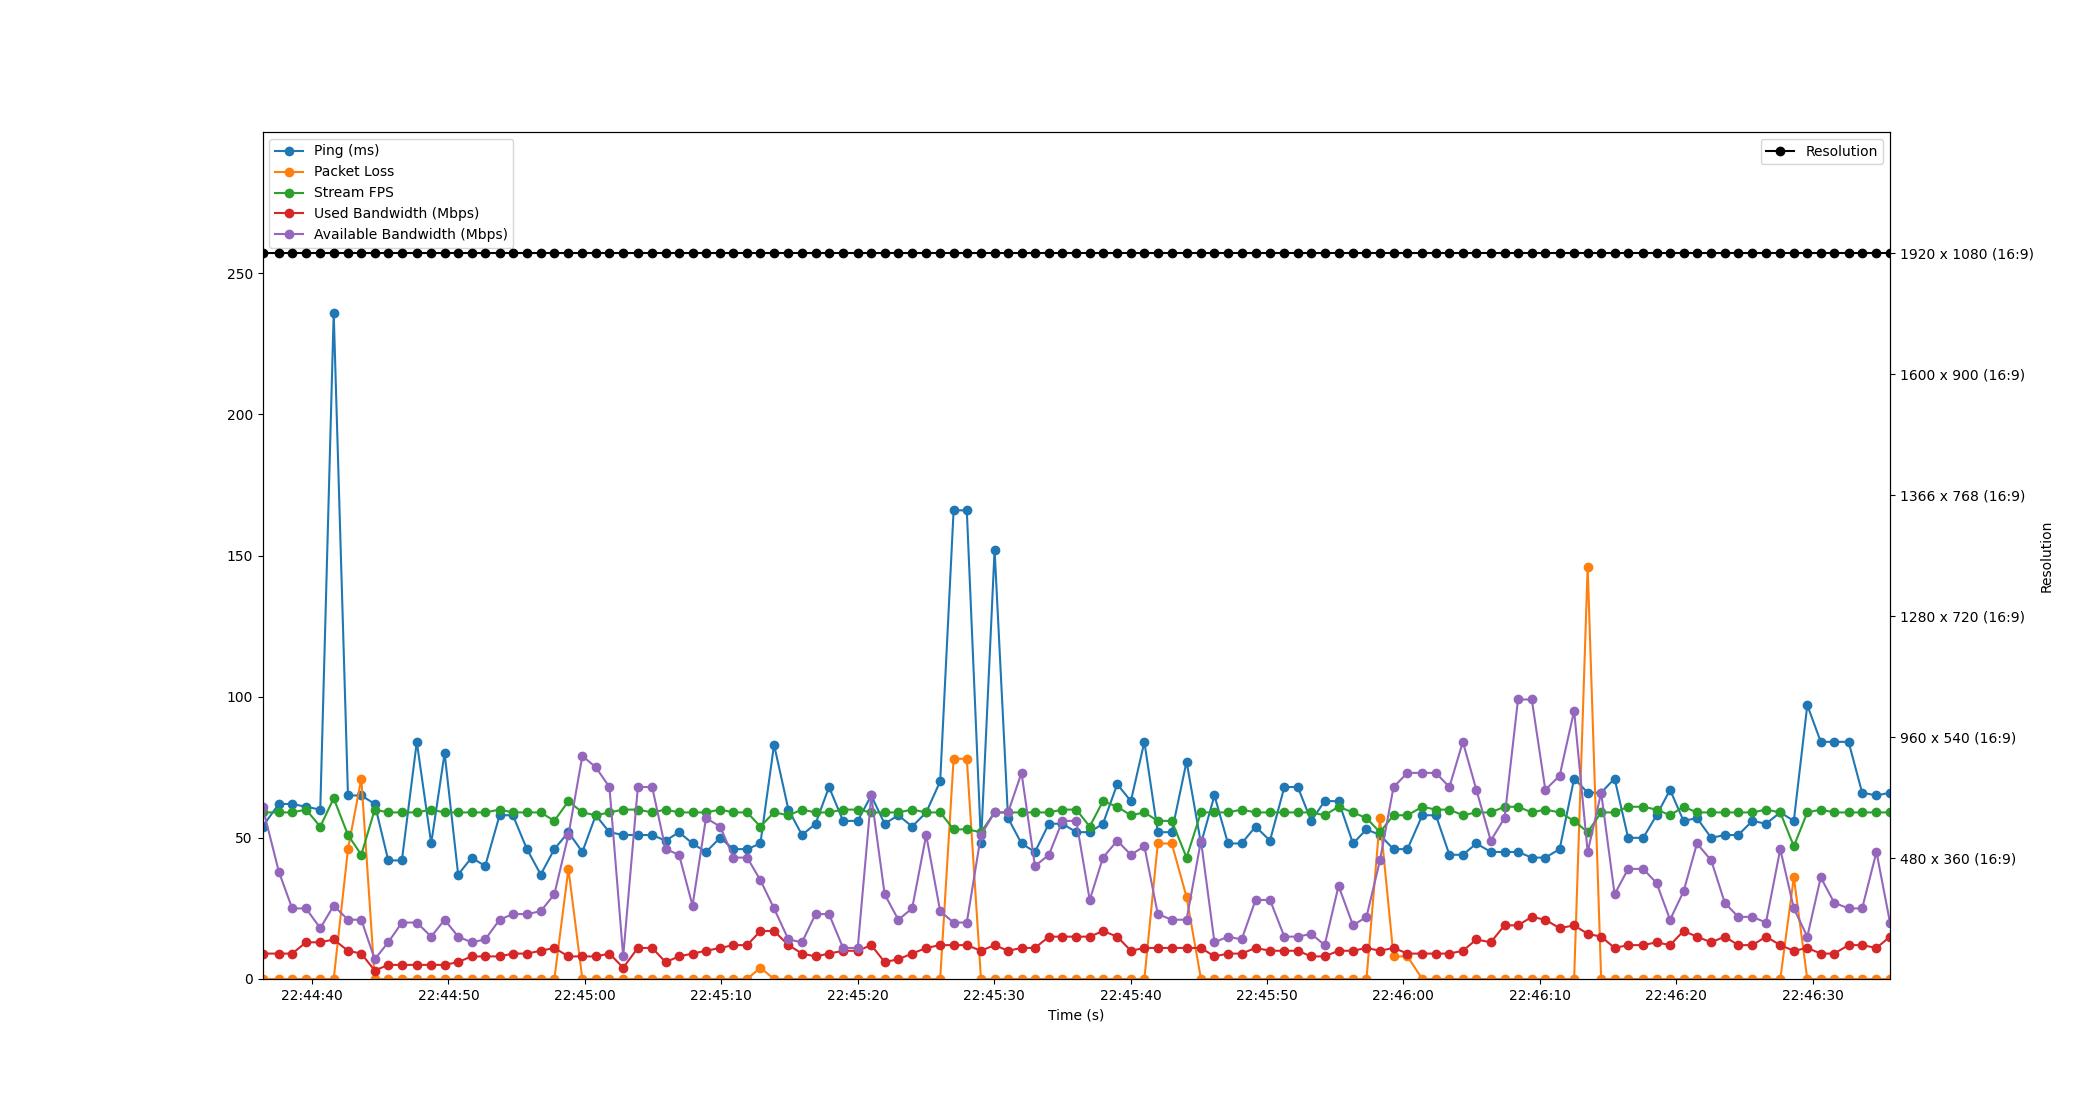 Ping (ms)
Packet Loss
Stream FPS
Used Bandwidth (Mbps)
Available Bandwidth (Mbps)
Resolution
250
200
150
100
50
0
1920 x 1080 (16:9)
1600 x 900 (16:9)
1366 x 768 (16:9)
1280 x 720 (16:9)
960 x 540 (16:9)
480 x 360 (16:9)
Resolution
22:44:40
22:44:50
22:45:00
22:45:10
22:45:20
22:45:30
22:45:40
22:45:50
22:46:00
22:46:10
22:46:20
22:46:30
Time (s)